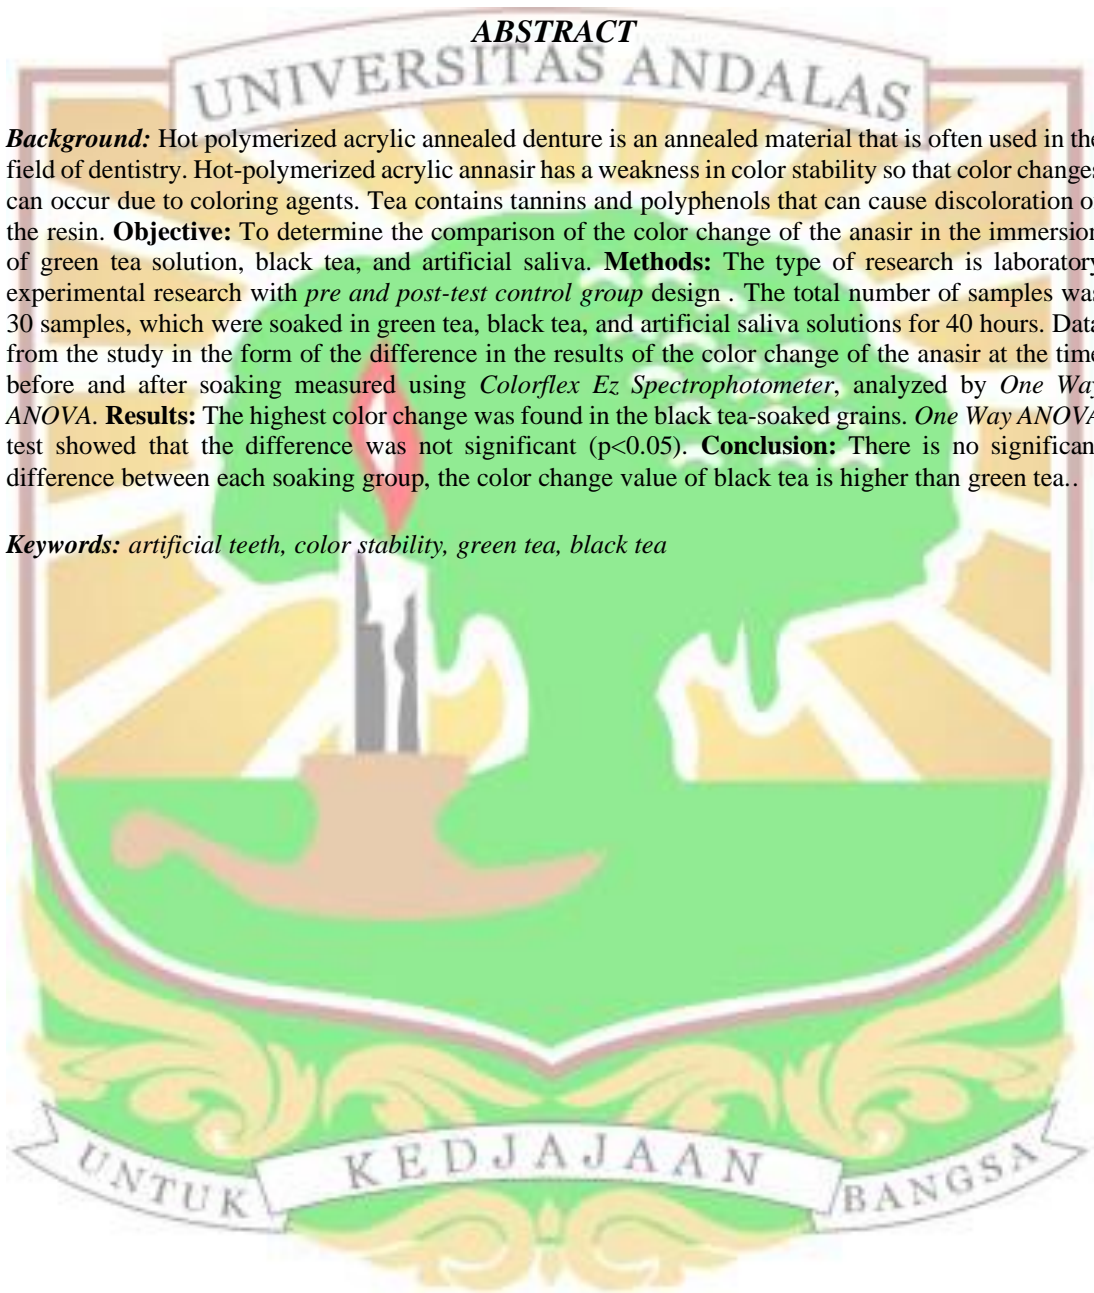 ABSTRACT
UNIVERSITAS ANDALAS
Background: Hot polymerized acrylic annealed denture is an annealed material that is often used in the
field of dentistry. Hot-polymerized acrylic annasir has a weakness in color stability so that color changes
can occur due to coloring agents. Tea contains tannins and polyphenols that can cause discoloration o
the resin. Objective: To determine the comparison of the color change of the anasir in the immersion
of green tea solution, black tea, and artificial saliva. Methods: The type of research is laboratory
experimental research with pre and post-test control group design . The total number of samples was
30 samples, which were soaked in green tea, black tea, and artificial saliva solutions for 40 hours. Data
from the study in the form of the difference in the results of the color change of the anasir at the time
before and after soaking measured using Colorflex Ez Spectrophotometer, analyzed by One Way
ANOVA. Results: The highest color change was found in the black tea-soaked grains. One Way ANOVA
test showed that the difference was not significant (p<0.05). Conclusion: There is no significan
difference between each soaking group, the color change value of black tea is higher than green tea..
Keywords: artificial teeth, color stability, green tea, black tea
UNTUK KEDJAJAAN BANGSA